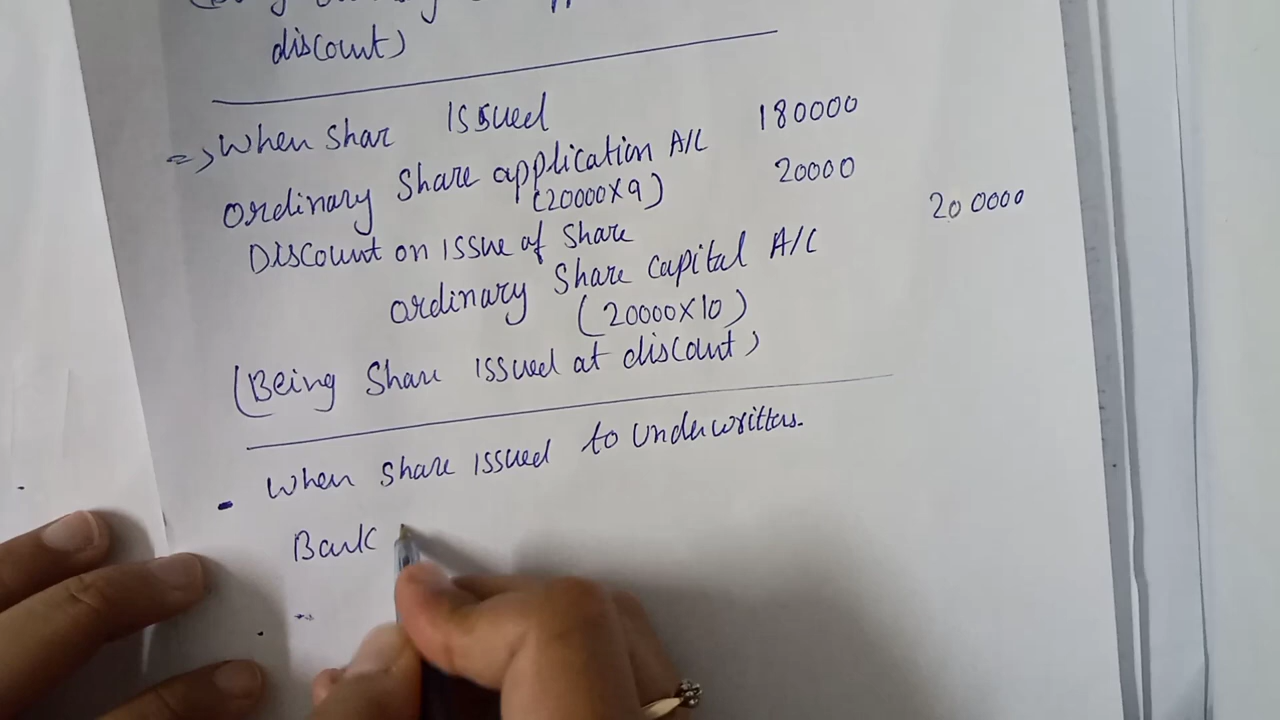 discount)
=> When Shar Issued
Ordinary Share application A/C 180000
(20000X9) 20000
Discount on Issue of Share 200000
Ordinary Share Capital A/C
(20000X10)
(Being Share Issued at discount)
When Share Issued to Underwritters.
Bank